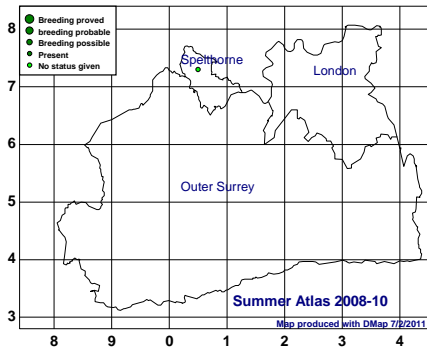 Breeding proved
breeding probable
Breeding possible
Present
No status given
Spelthorne
London
Outer Surrey
Summer Atlas 2008-10
Map produced with DMap 7/2/2011
8
7
6
5
4
3
8 9 0 1 2 3 4